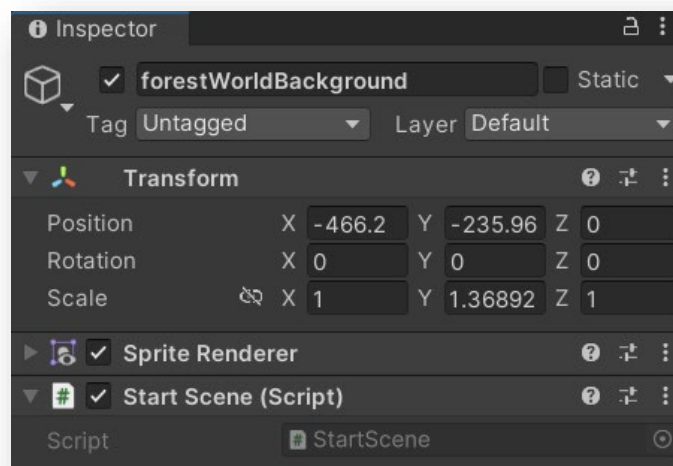 Inspector
forestWorldBackground Static
Tag Untagged Layer Default
Transform
Position X -466.2 Y -235.96 Z 0
Rotation X 0 Y 0 Z 0
Scale X 1 Y 1.36892 Z 1
Sprite Renderer
# Start Scene (Script)
Script # StartScene